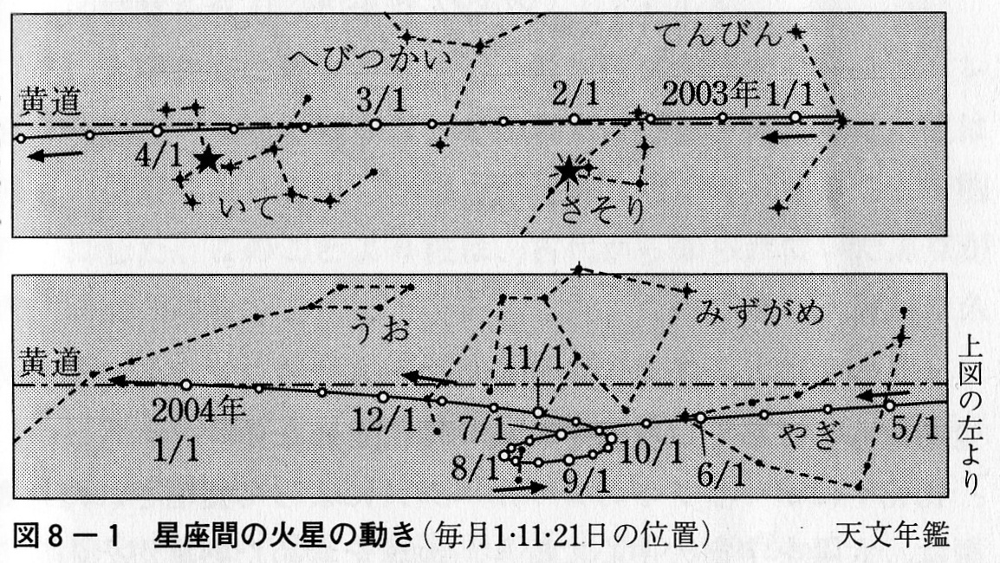 てんびん
へびつかい
黄道
3/1
2/1
2003年1/1
4/1
いて
さそり
みずがめ
うお
黄道
11/1
2004年
1/1
12/1
7/1
やぎ
5/1
8/1
9/1
10/1
6/1
上図の左より
図8-1 星座間の火星の動き(毎月1·11·21日の位置) 天文年鑑